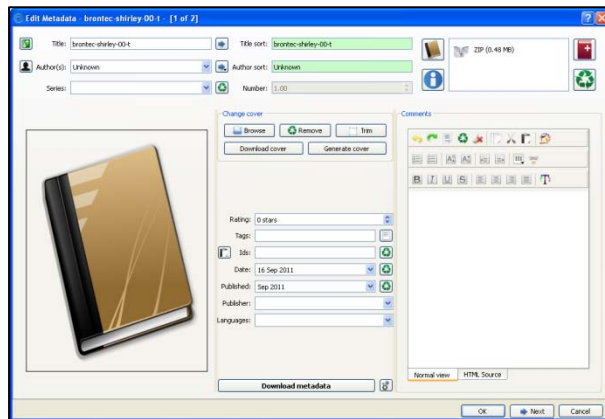 Edit Metadata - brontec-shirley-00-t - [1 of 2]
Title: brontec-shirley-00-t Title sort: brontec-shirley-00-t
ZIP (0.48 MB)
Author(s): Unknown Author sort: Unknown
Series: Number: 1.00
Change cover
Comments
Browse Remove Trim
Download cover Generate cover
B I U S
Rating: 0 stars
Tags:
Ids:
Date: 16 Sep 2011
Published: Sep 2011
Publisher:
Languages:
Normal view HTML Source
Download metadata
OK Next Cancel